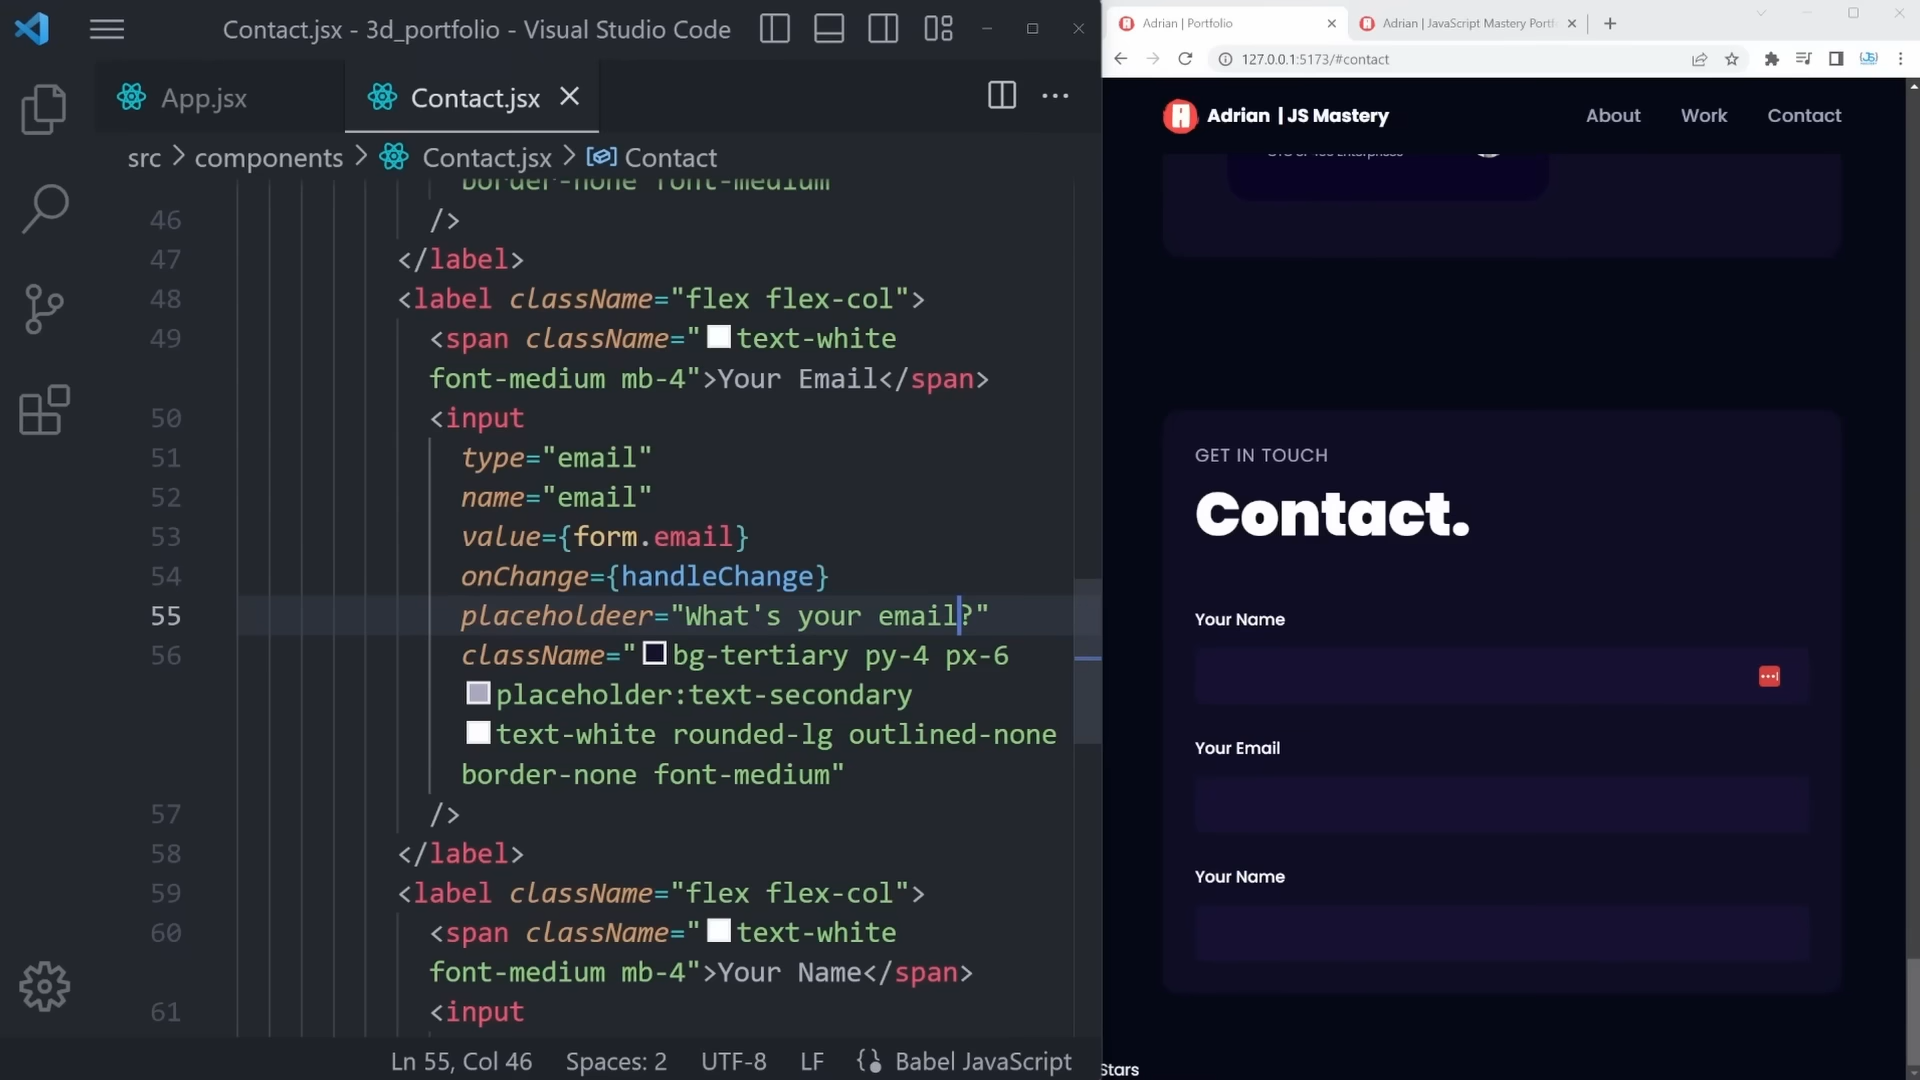 Contact.jsx - 3d_portfolio - Visual Studio Code
App.jsx
Contact.jsx
src > components > Contact.jsx > Contact
border-none font-medium
46 />
47 </label>
48 <label className="flex flex-col">
49 <span className="text-white
font-medium mb-4">Your Email</span>
50 <input
51 type="email"
52 name="email"
53 value={form.email}
54 onChange={handleChange}
55 placeholdeer="What's your email?"
56 className="bg-tertiary py-4 px-6
placeholder:text-secondary
text-white rounded-lg outlined-none
border-none font-medium"
57 />
58 </label>
59 <label className="flex flex-col">
60 <span className="text-white
font-medium mb-4">Your Name</span>
61 <input
Ln 55, Col 46 Spaces: 2 UTF-8 LF Babel JavaScript
Adrian | Portfolio
Adrian | JavaScript Mastery Portf
127.0.0.1:5173/#contact
Adrian | JS Mastery
About
Work
Contact
GET IN TOUCH
Contact.
Your Name
Your Email
Your Name
Stars